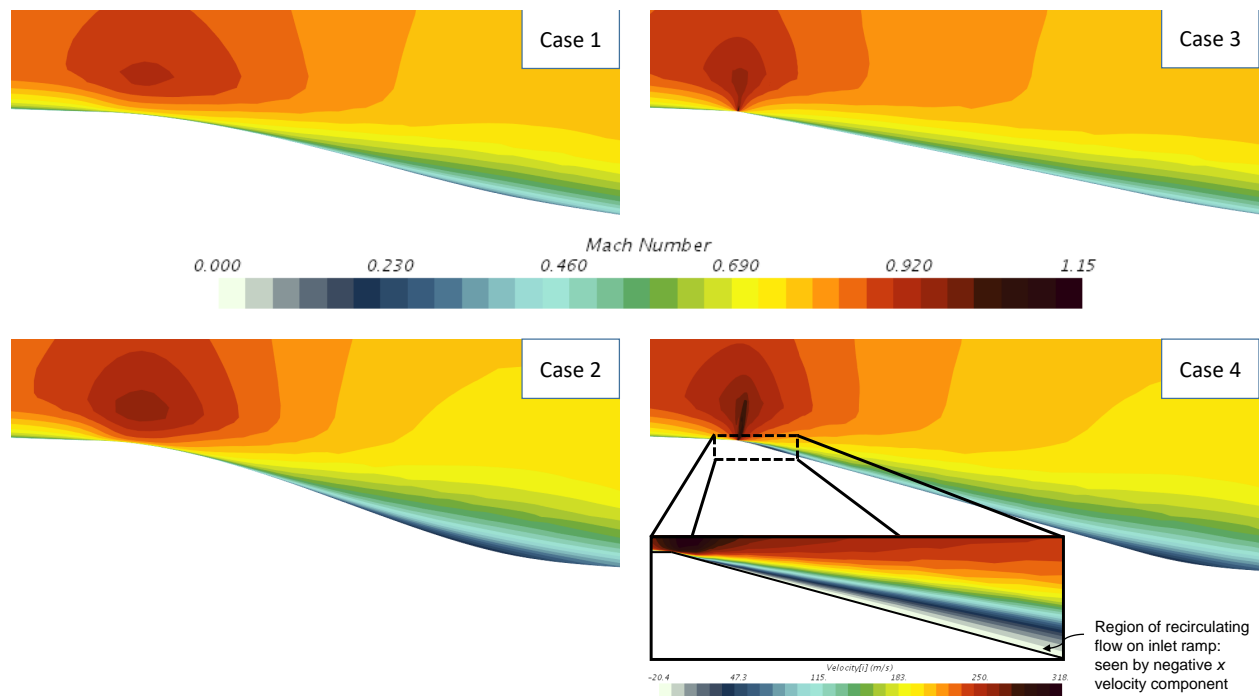 Case 1
Case 3
Mach Number
0.000 0.230 0.460 0.690 0.920 1.15
Case 2
Case 4
Region of recirculating
flow on inlet ramp:
seen by negative x
velocity component
Velocity[i] (m/s)
-20.4 47.3 115. 183. 250. 318.